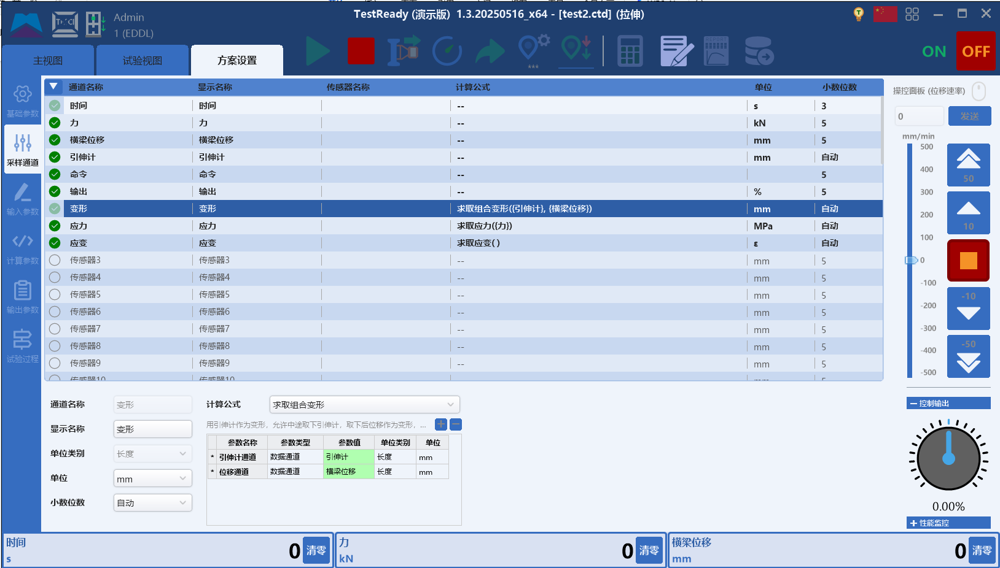 TestReady (演示版)  1.3.20250516_x64 - [test2.ctd] (拉伸)
Admin
1 (EDDL)
主视图 试验视图 方案设置
***
REPORT
ON OFF
基础参数
采样通道
输入参数
计算参数
输出参数
试验过程
通道名称 显示名称 传感器名称 计算公式 单位 小数位数
时间 时间 -- s 3
力 力 -- kN 5
横梁位移 横梁位移 -- mm 5
引伸计 引伸计 -- mm 自动
命令 命令 -- 5
输出 输出 -- % 5
变形 变形 求取组合变形({引伸计}, {横梁位移}) mm 自动
应力 应力 求取应力({力}) MPa 自动
应变 应变 求取应变( ) ε 自动
传感器3 传感器3 -- mm 5
传感器4 传感器4 -- mm 5
传感器5 传感器5 -- mm 5
传感器6 传感器6 -- mm 5
传感器7 传感器7 -- mm 5
传感器8 传感器8 -- mm 5
传感器9 传感器9 -- mm 5
传感器10 传感器10 -- mm 5
通道名称 变形
显示名称 变形
单位类别 长度
单位 mm
小数位数 自动
计算公式 求取组合变形
用引伸计作为变形，允许中途取下引伸计，取下后位移作为变形，...
参数名称 参数类型 参数值 单位类别 单位
* 引伸计通道 数据通道 引伸计 长度 mm
* 位移通道 数据通道 横梁位移 长度 mm
操控面板 (位移速率)
0 发送
mm/min
500
400
300
200
100
0
-100
-200
-300
-400
-500
50
10
-10
-50
控制输出
0.00%
性能监控
时间 s 0 清零
力 kN 0 清零
横梁位移 mm 0 清零